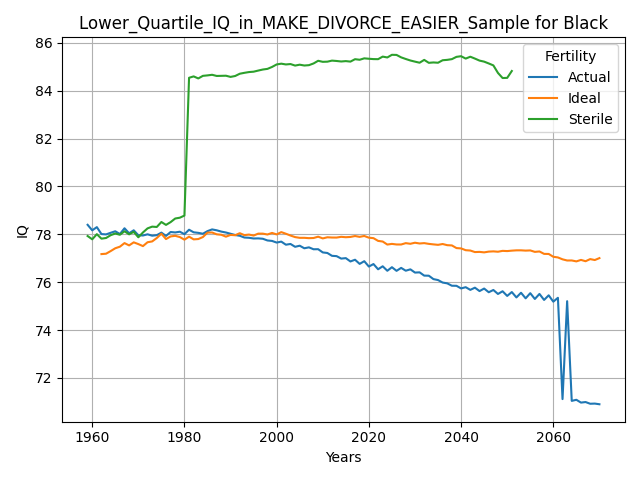 Lower_Quartile_IQ_in_MAKE_DIVORCE_EASIER_Sample for Black
86
84
82
80
78
76
74
72
IQ
1960
1980
2000
2020
2040
2060
Years
Fertility
Actual
Ideal
Sterile